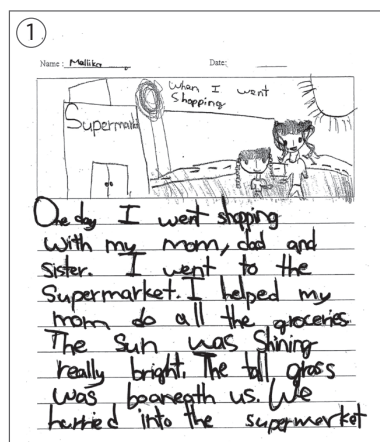 1
Name: Mallika
Date:
When I went
Shopping
Supermarket
One day I went shopping
with my mom, dad and
sister. I went to the
Supermarket. I helped my
mom do all the groceries
The Sun was Shining
really bright. The tall grass
was beaneath us. We
hurried into the supermarket